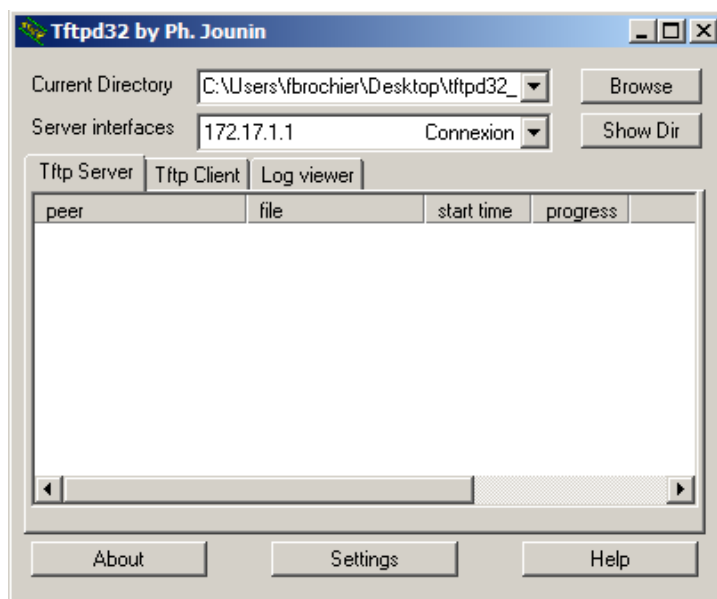 Tftpd32 by Ph. Jounin
Current Directory C:\Users\fbrochier\Desktop\tftpd32_ Browse
Server interfaces 172.17.1.1 Connexion Show Dir
Tftp Server Tftp Client Log viewer
peer file start time progress
About Settings Help